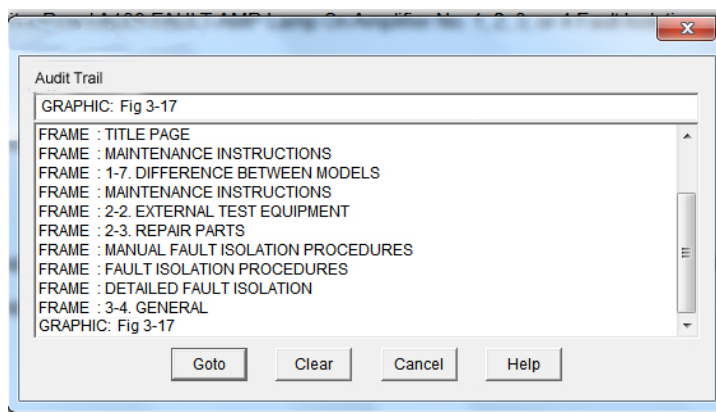 Audit Trail
GRAPHIC: Fig 3-17
FRAME : TITLE PAGE
FRAME : MAINTENANCE INSTRUCTIONS
FRAME : 1-7. DIFFERENCE BETWEEN MODELS
FRAME : MAINTENANCE INSTRUCTIONS
FRAME : 2-2. EXTERNAL TEST EQUIPMENT
FRAME : 2-3. REPAIR PARTS
FRAME : MANUAL FAULT ISOLATION PROCEDURES
FRAME : FAULT ISOLATION PROCEDURES
FRAME : DETAILED FAULT ISOLATION
FRAME : 3-4. GENERAL
GRAPHIC: Fig 3-17
Goto Clear Cancel Help